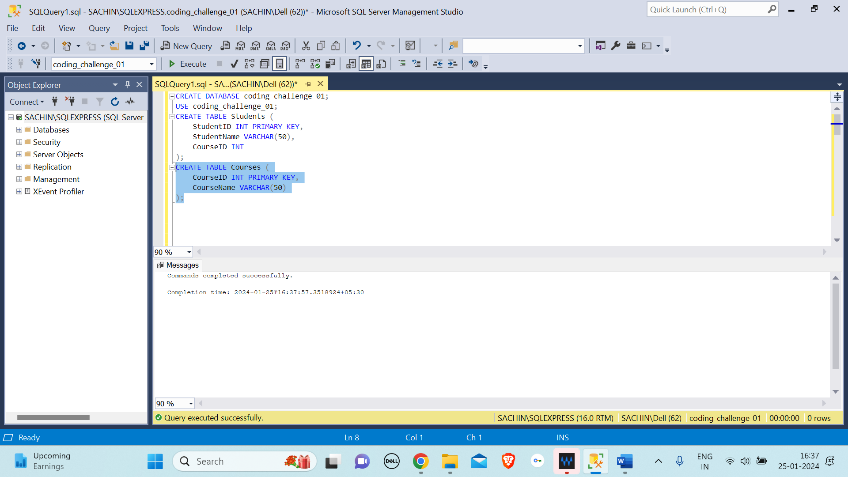 SQLQuery1.sql - SACHIN\SQLEXPRESS.coding_challenge_01 (SACHIN\Dell (62))* - Microsoft SQL Server Management Studio
Quick Launch (Ctrl+Q)
File Edit View Query Project Tools Window Help
New Query
coding_challenge_01 Execute
Object Explorer
Connect
SACHIN\SQLEXPRESS (SQL Server
Databases
Security
Server Objects
Replication
Management
XEvent Profiler
SQLQuery1.sql - SA...(SACHIN\Dell (62))*
CREATE DATABASE coding_challenge_01;
USE coding_challenge_01;
CREATE TABLE Students (
StudentID INT PRIMARY KEY,
StudentName VARCHAR(50),
CourseID INT
);
CREATE TABLE Courses (
CourseID INT PRIMARY KEY,
CourseName VARCHAR(50)
);
90 %
Messages
Commands completed successfully.
Completion time: 2024-01-25T16:37:57.3518924+05:30
90 %
Query executed successfully.
SACHIN\SQLEXPRESS (16.0 RTM) SACHIN\Dell (62) coding_challenge_01 00:00:00 0 rows
Ready Ln 8 Col 1 Ch 1 INS
Upcoming
Earnings
Search
DELL
ENG
IN
16:37
25-01-2024